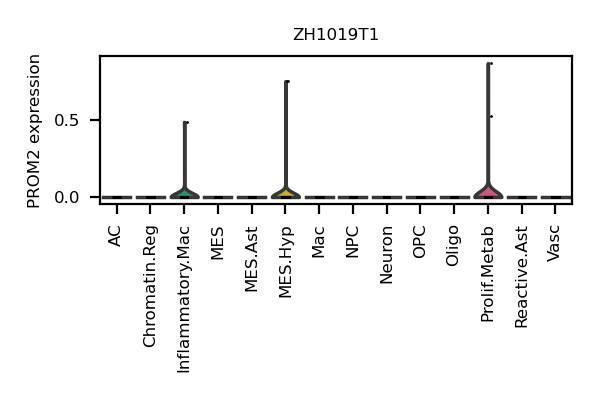 ZH1019T1
PROM2 expression
0.5
0.0
AC
Chromatin.Reg
Inflammatory.Mac
MES
MES.Ast
MES.Hyp
Mac
NPC
Neuron
OPC
Oligo
Prolif.Metab
Reactive.Ast
Vasc